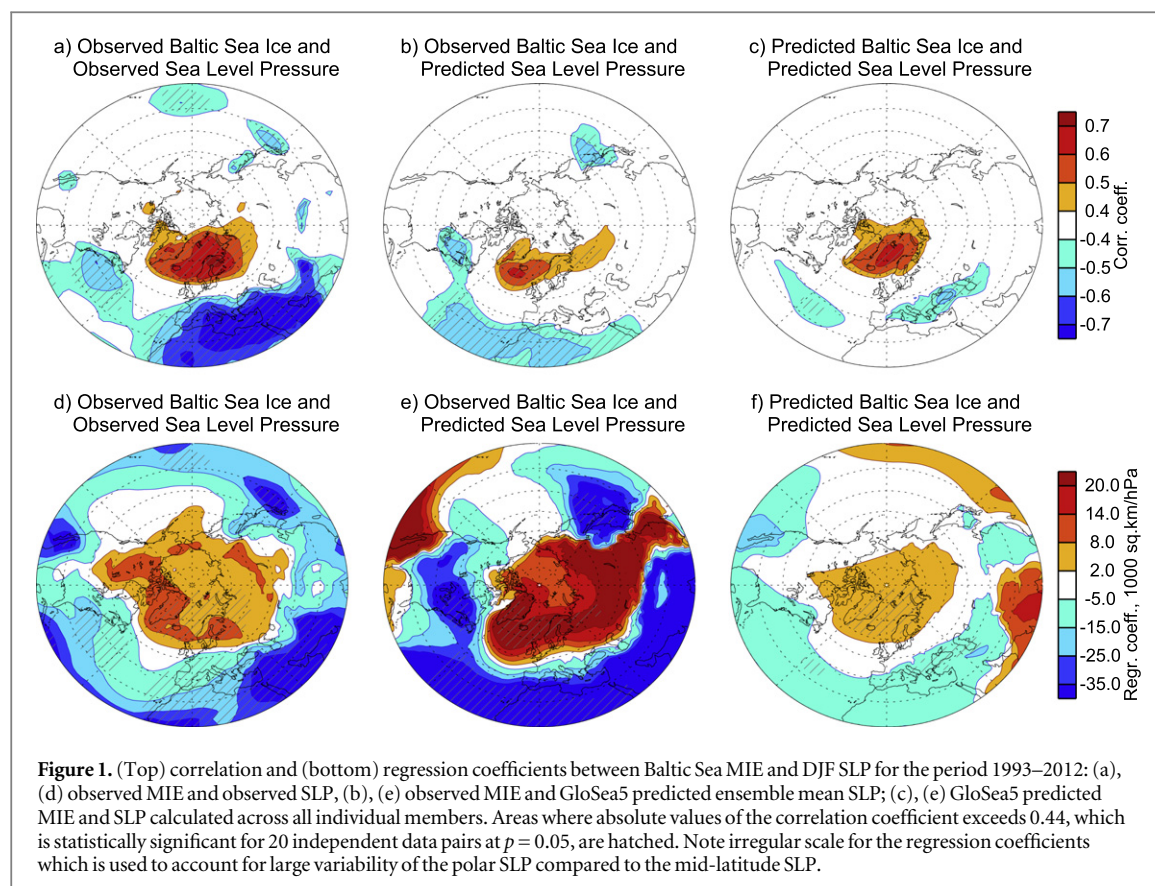 a) Observed Baltic Sea Ice and
Observed Sea Level Pressure
b) Observed Baltic Sea Ice and
Predicted Sea Level Pressure
c) Predicted Baltic Sea Ice and
Predicted Sea Level Pressure
0.7
0.6
0.5
0.4
-0.4
-0.5
-0.6
-0.7
Corr. coeff.
d) Observed Baltic Sea Ice and
Observed Sea Level Pressure
e) Observed Baltic Sea Ice and
Predicted Sea Level Pressure
f) Predicted Baltic Sea Ice and
Predicted Sea Level Pressure
20.0
14.0
8.0
2.0
-5.0
-15.0
-25.0
-35.0
Regr. coeff., 1000 sq.km/hPa
Figure 1. (Top) correlation and (bottom) regression coefficients between Baltic Sea MIE and DJF SLP for the period 1993–2012: (a),
(d) observed MIE and observed SLP, (b), (e) observed MIE and GloSea5 predicted ensemble mean SLP; (c), (e) GloSea5 predicted
MIE and SLP calculated across all individual members. Areas where absolute values of the correlation coefficient exceeds 0.44, which
is statistically significant for 20 independent data pairs at p = 0.05, are hatched. Note irregular scale for the regression coefficients
which is used to account for large variability of the polar SLP compared to the mid-latitude SLP.